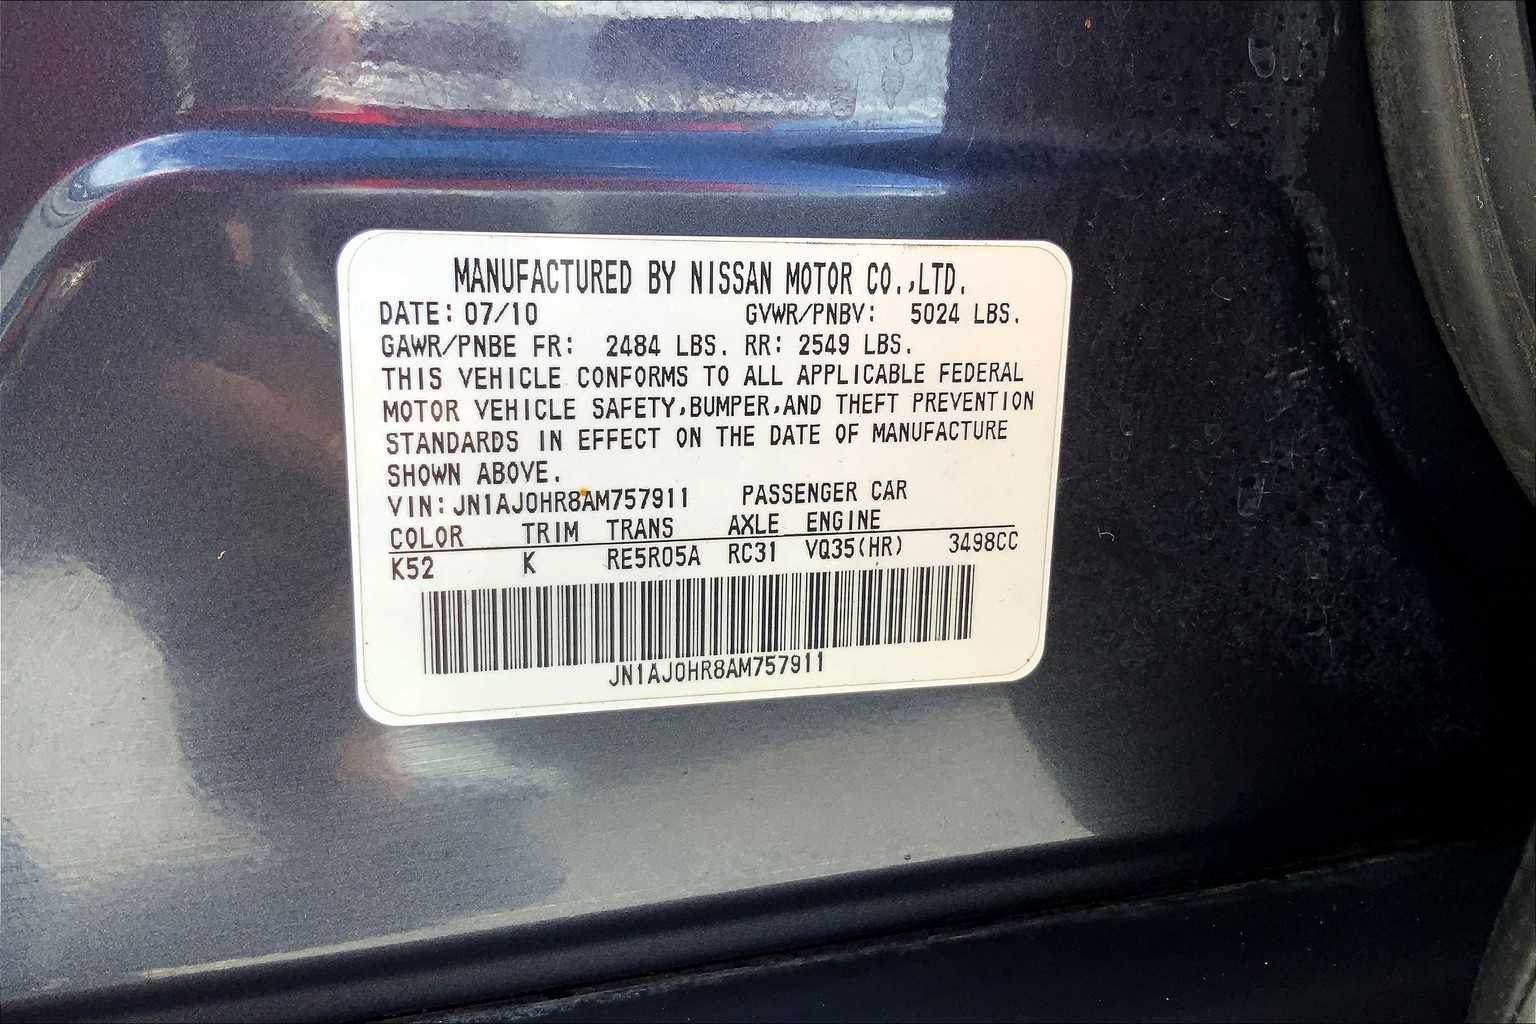 MANUFACTURED BY NISSAN MOTOR CO.,LTD.
DATE: 07/10 GVWR/PNBV: 5024 LBS.
GAWR/PNBE FR: 2484 LBS. RR: 2549 LBS.
THIS VEHICLE CONFORMS TO ALL APPLICABLE FEDERAL
MOTOR VEHICLE SAFETY,BUMPER,AND THEFT PREVENTION
STANDARDS IN EFFECT ON THE DATE OF MANUFACTURE
SHOWN ABOVE.
VIN: JN1AJ0HR8AM757911 PASSENGER CAR
COLOR TRIM TRANS AXLE ENGINE
K52 K RE5R05A RC31 VQ35(HR) 3498CC
JN1AJ0HR8AM757911